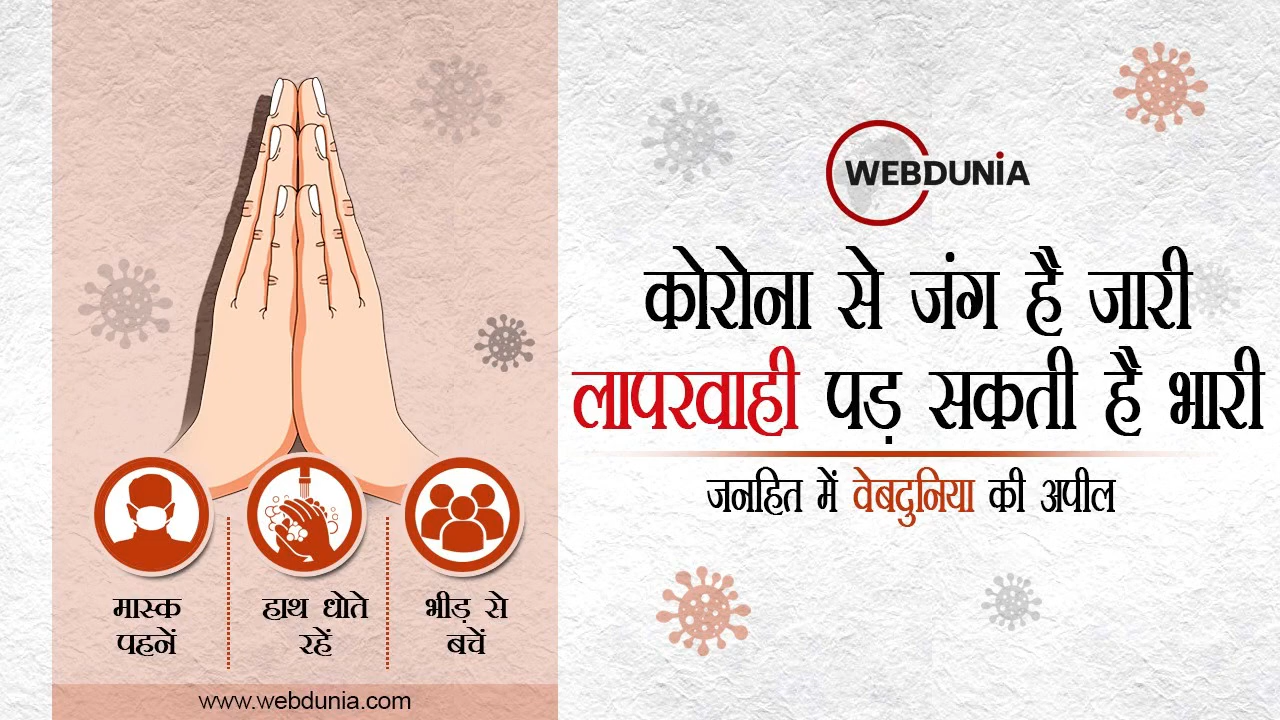 मास्क
पहनें
हाथ धोते
रहें
भीड़ से
बचें
www.webdunia.com
WEBDUNIA
कोरोना से जंग है जारी
लापरवाही पड़ सकती है भारी
जनहित में वेबदुनिया की अपील